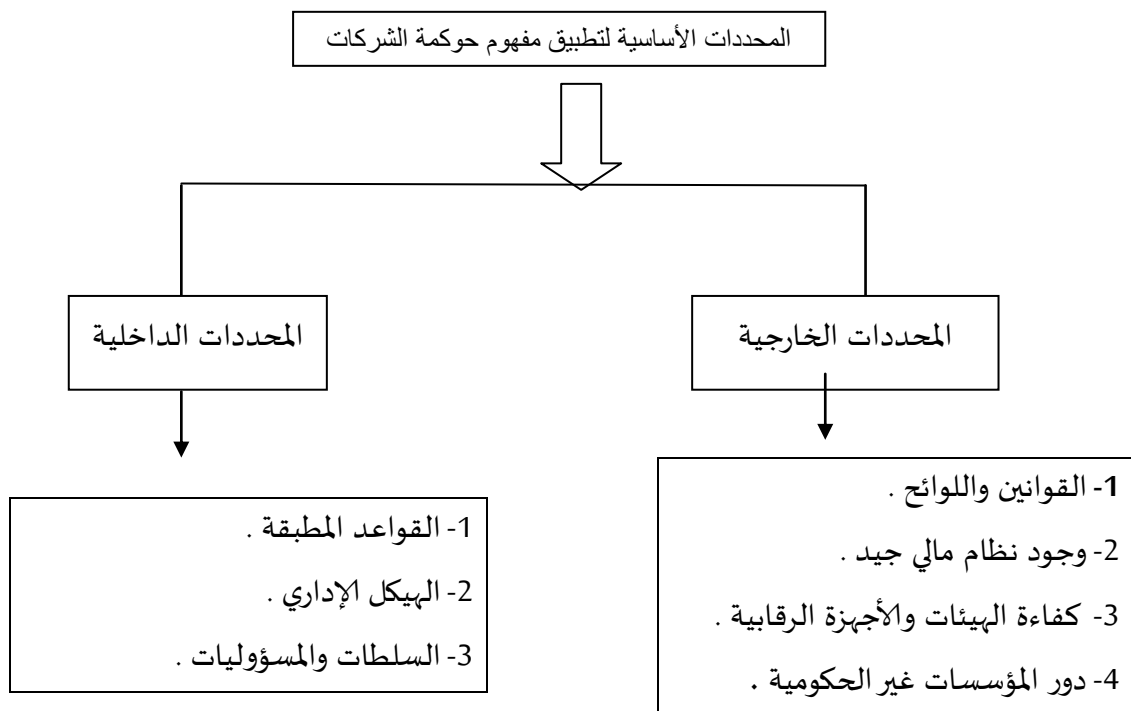 المحددات الأساسية لتطبيق مفهوم حوكمة الشركات
المحددات الخارجية
المحددات الداخلية
1- القوانين واللوائح .
2- وجود نظام مالي جيد .
3- كفاءة الهيئات والأجهزة الرقابية .
4- دور المؤسسات غير الحكومية .
1- القواعد المطبقة .
2- الهيكل الإداري .
3- السلطات والمسؤوليات .